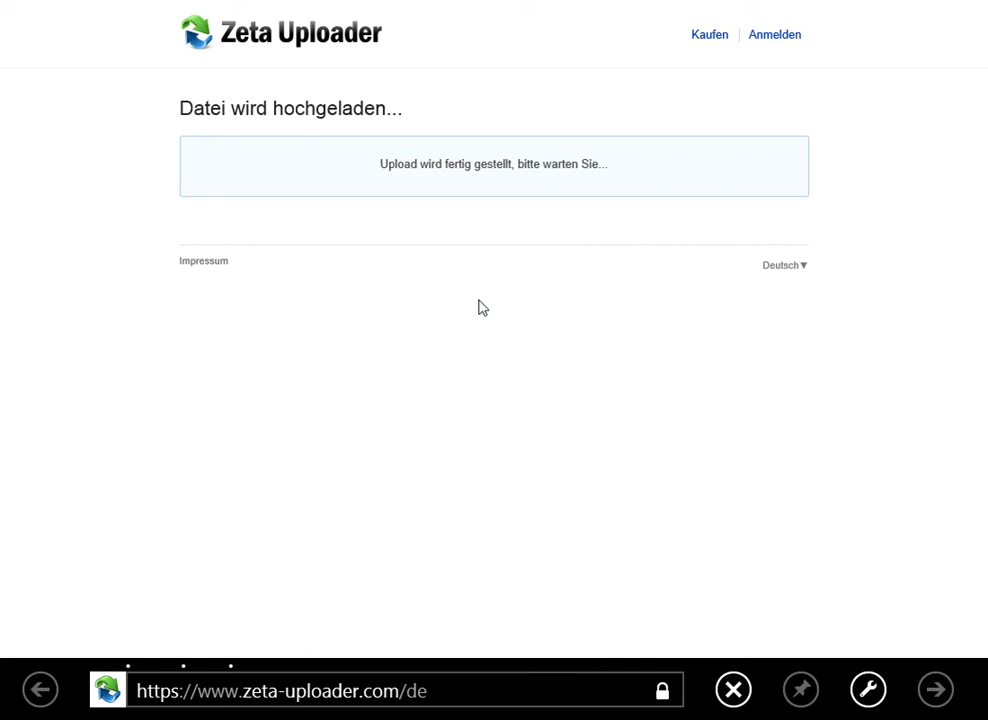 Zeta Uploader
Kaufen
Anmelden
Datei wird hochgeladen...
Upload wird fertig gestellt, bitte warten Sie...
Impressum
Deutsch▼
https://www.zeta-uploader.com/de